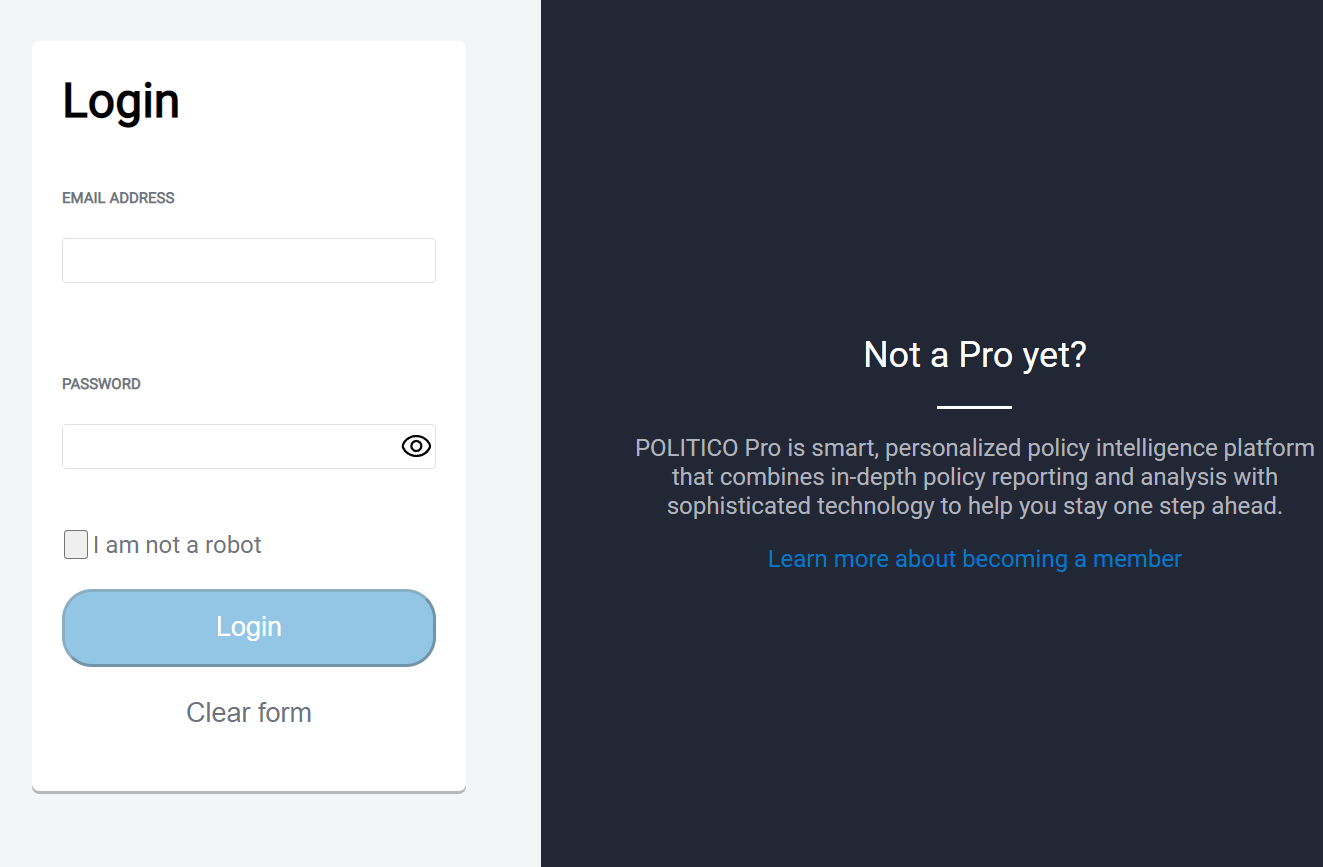 Login
EMAIL ADDRESS
PASSWORD
I am not a robot
Login
Clear form
Not a Pro yet?
POLITICO Pro is smart, personalized policy intelligence platform
that combines in-depth policy reporting and analysis with
sophisticated technology to help you stay one step ahead.
Learn more about becoming a member